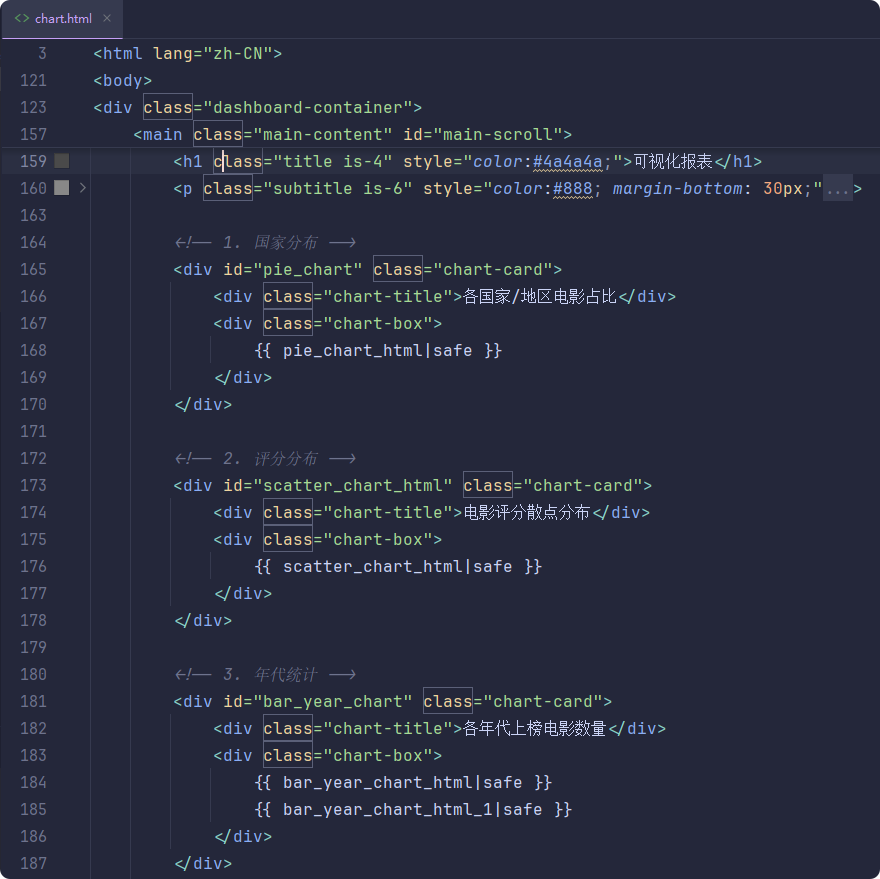 <> chart.html ×
3 <html lang="zh-CN">
121 <body>
123 <div class="dashboard-container">
157 <main class="main-content" id="main-scroll">
159 <h1 class="title is-4" style="color:#4a4a4a;">可视化报表</h1>
160 <p class="subtitle is-6" style="color:#888; margin-bottom: 30px;"...>
163
164 <!-- 1. 国家分布 -->
165 <div id="pie_chart" class="chart-card">
166 <div class="chart-title">各国家/地区电影占比</div>
167 <div class="chart-box">
168 {{ pie_chart_html|safe }}
169 </div>
170 </div>
171
172 <!-- 2. 评分分布 -->
173 <div id="scatter_chart_html" class="chart-card">
174 <div class="chart-title">电影评分散点分布</div>
175 <div class="chart-box">
176 {{ scatter_chart_html|safe }}
177 </div>
178 </div>
179
180 <!-- 3. 年代统计 -->
181 <div id="bar_year_chart" class="chart-card">
182 <div class="chart-title">各年代上榜电影数量</div>
183 <div class="chart-box">
184 {{ bar_year_chart_html|safe }}
185 {{ bar_year_chart_html_1|safe }}
186 </div>
187 </div>